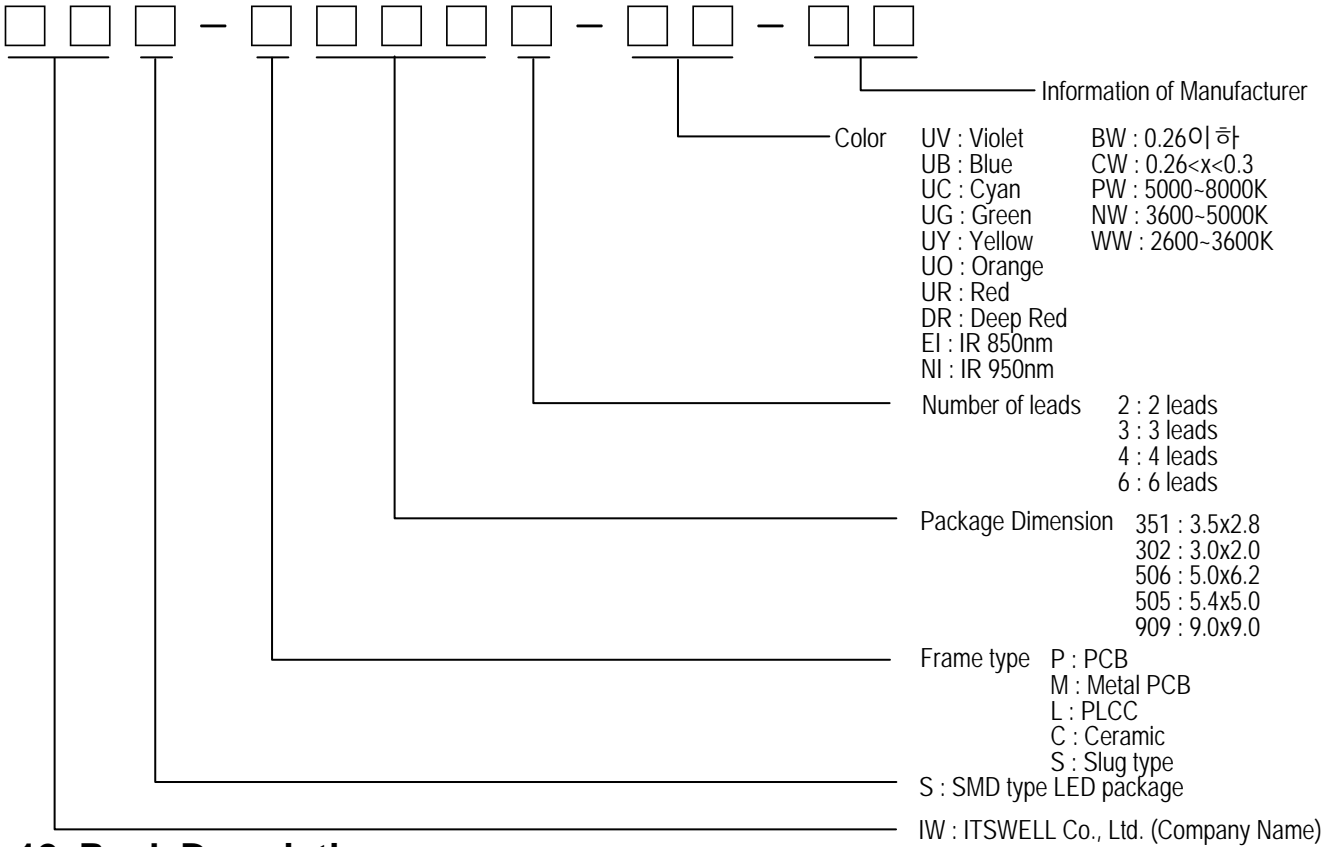 Information of Manufacturer
Color UV : Violet BW : 0.26이하
UB : Blue CW : 0.26<x<0.3
UC : Cyan PW : 5000~8000K
UG : Green NW : 3600~5000K
UY : Yellow WW : 2600~3600K
UO : Orange
UR : Red
DR : Deep Red
EI : IR 850nm
NI : IR 950nm
Number of leads 2 : 2 leads
3 : 3 leads
4 : 4 leads
6 : 6 leads
Package Dimension 351 : 3.5x2.8
302 : 3.0x2.0
506 : 5.0x6.2
505 : 5.4x5.0
909 : 9.0x9.0
Frame type P : PCB
M : Metal PCB
L : PLCC
C : Ceramic
S : Slug type
S : SMD type LED package
IW : ITSWELL Co., Ltd. (Company Name)